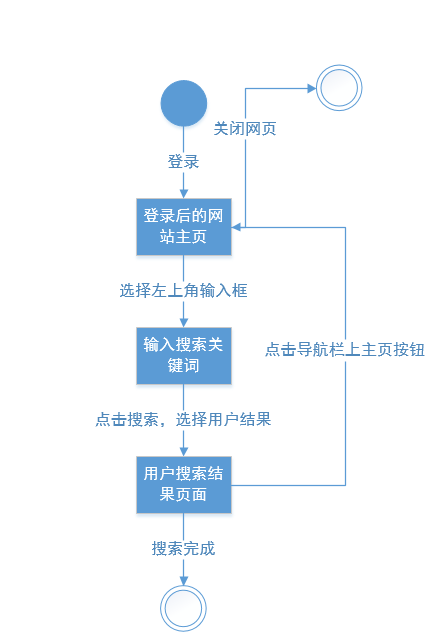 关闭网页
登录
登录后的网
站主页
选择左上角输入框
输入搜索关
键词
点击导航栏上主页按钮
点击搜索，选择用户结果
用户搜索结
果页面
搜索完成